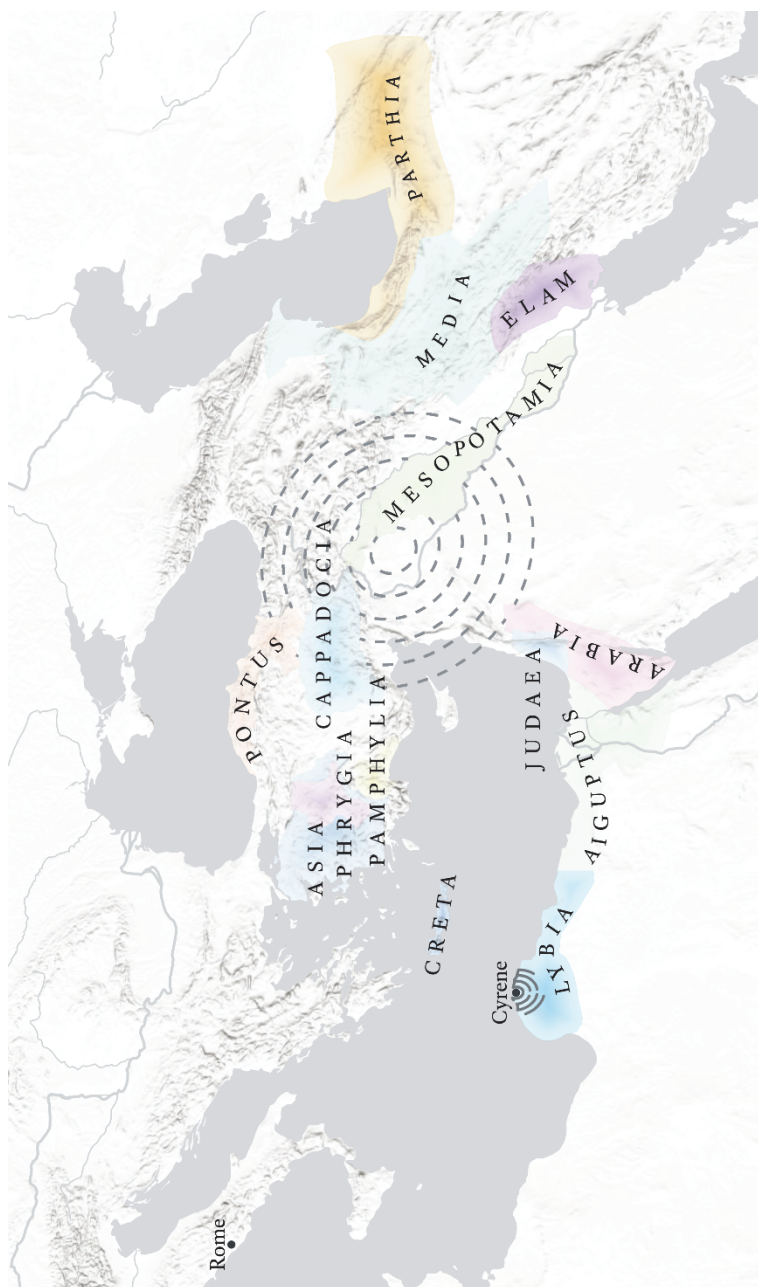 Rome
PONTUS
ASIA
CAPPADOCIA
PHRYGIA
PAMPHYLIA
PARTHIA
CRETA
MEDIA
MESOPOTAMIA
ELAM
Cyrene
JUDAEA
LYBIA
AIGUPTUS
ARABIA